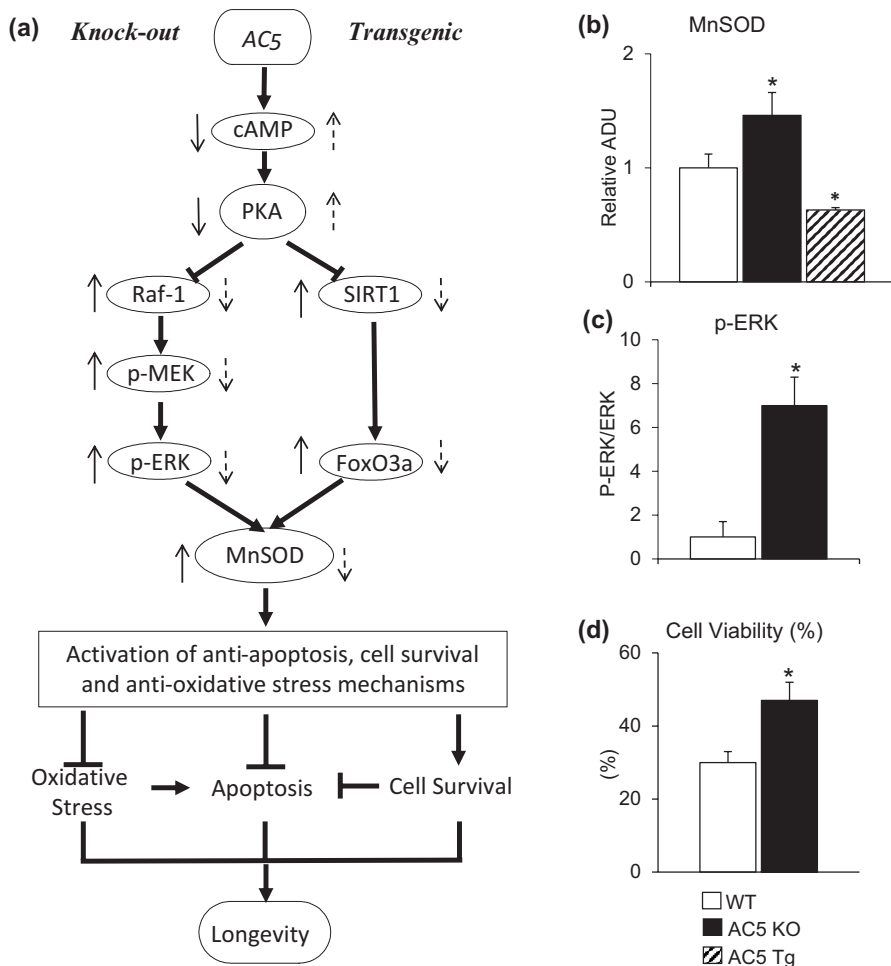 (a)
Knock-out
Transgenic
AC5
cAMP
PKA
Raf-1
SIRT1
p-MEK
p-ERK
FoxO3a
MnSOD
Activation of anti-apoptosis, cell survival
and anti-oxidative stress mechanisms
Oxidative
Stress
Apoptosis
Cell Survival
Longevity
(b)
MnSOD
Relative ADU
2
1
0
*
*
(c)
p-ERK
P-ERK/ERK
10
8
6
4
2
0
*
(d)
Cell Viability (%)
(%)
60
40
20
0
*
WT
AC5 KO
AC5 Tg